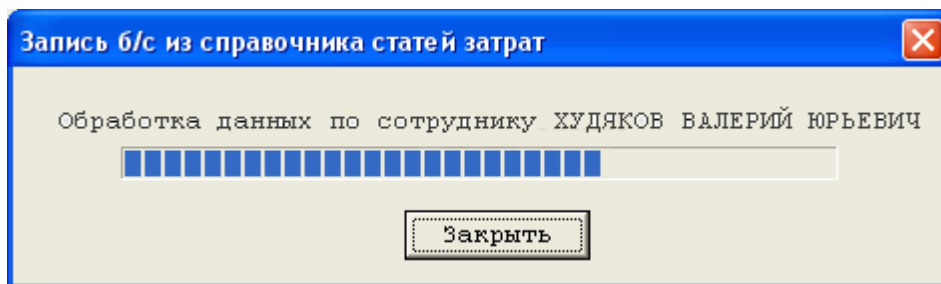 Запись б/с из справочника статей затрат
Обработка данных по сотруднику ХУДЯКОВ ВАЛЕРИЙ ЮРЬЕВИЧ
Закрыть